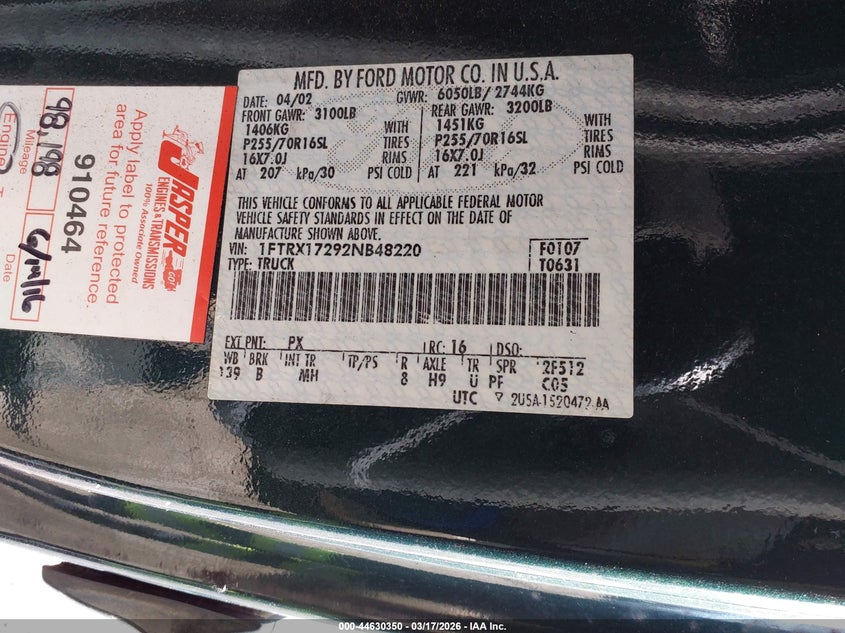 MFD. BY FORD MOTOR CO. IN U.S.A.
DATE: 04/02 GVWR: 6050LB/ 2744KG
FRONT GAWR: 3100LB REAR GAWR: 3200LB
1406KG WITH 1451KG WITH
P255/70R16SL TIRES P255/70R16SL TIRES
16X7.0J RIMS 16X7.0J RIMS
AT 207 kPa/30 PSI COLD AT 221 kPa/32 PSI COLD
THIS VEHICLE CONFORMS TO ALL APPLICABLE FEDERAL MOTOR
VEHICLE SAFETY STANDARDS IN EFFECT ON THE DATE OF
MANUFACTURE SHOWN ABOVE.
VIN: 1FTRX17292NB48220 F0107
TYPE: TRUCK T0631
EXT PNT: PX RC: 16 DSO:
WB BRK INT TR TP/PS R AXLE TR SPR 2F512
139 B MH 8 H9 U PF C05
UTC 2U5A-1520472-AA
JASPER
ENGINES & TRANSMISSIONS
100% Associate Owned
.com
Apply label to protected
area for future reference.
910464
98,198
Mileage
Engine
Date
000-44630350 — 03/17/2026 — IAA Inc.